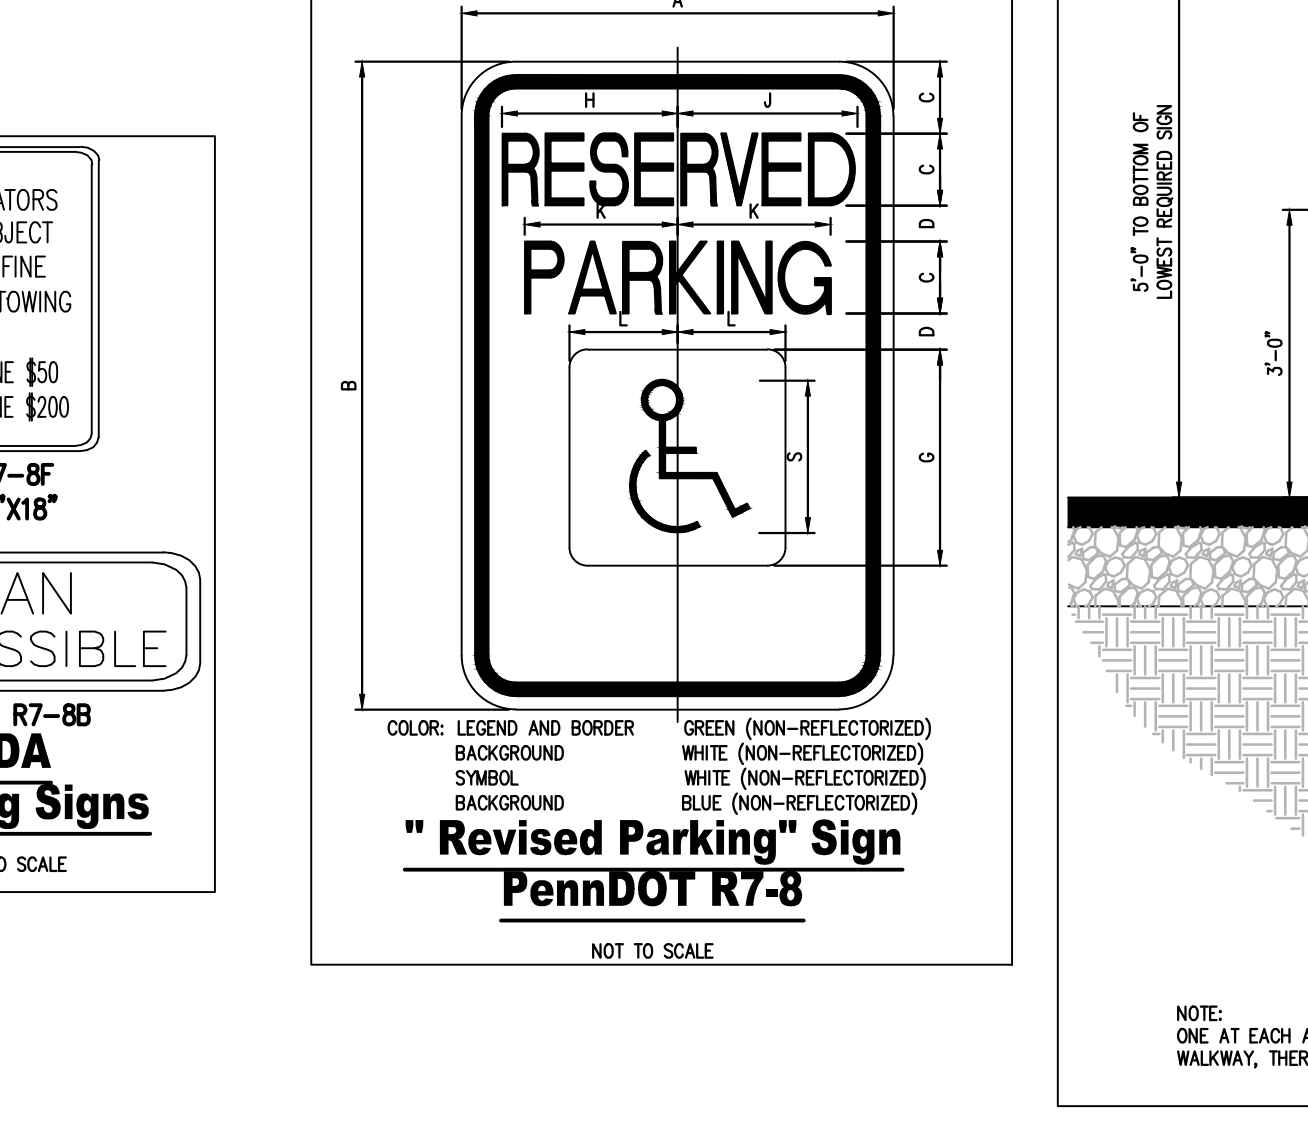 BJECT
FINE
TOWING
$50
$200
7-8F
"X18"
AN
SSIBLE
R7-8B
DA
g Signs
O SCALE
A
B
H
J
RESERVED
K
K
PARKING
L
L
C
C
D
C
D
G
S
COLOR: LEGEND AND BORDER GREEN (NON-REFLECTORIZED)
BACKGROUND WHITE (NON-REFLECTORIZED)
SYMBOL WHITE (NON-REFLECTORIZED)
BACKGROUND BLUE (NON-REFLECTORIZED)
" Revised Parking" Sign
PennDOT R7-8
NOT TO SCALE
5'-0" TO BOTTOM OF
LOWEST REQUIRED SIGN
3'-0"
NOTE:
ONE AT EACH A
WALKWAY, THER